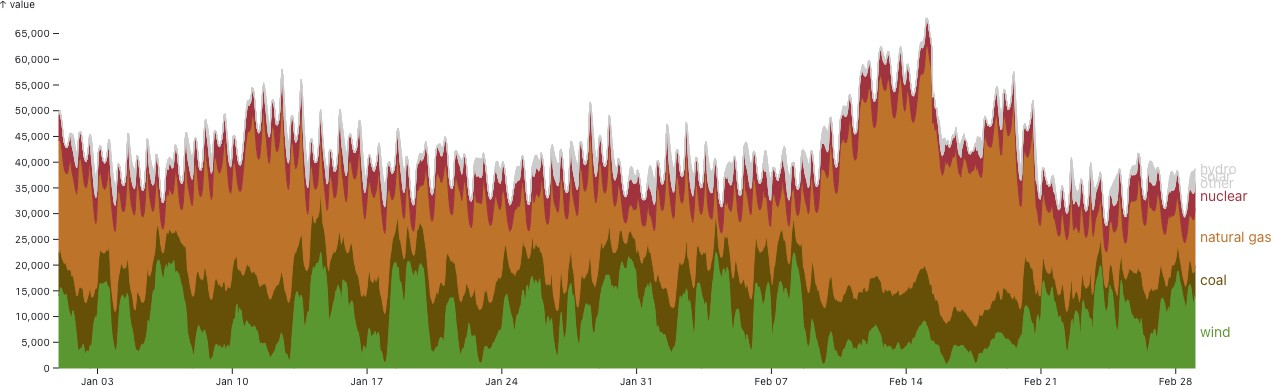 ↑ value
65,000
60,000
55,000
50,000
45,000
40,000
35,000
30,000
25,000
20,000
15,000
10,000
5,000
0
hydro
solar
other
nuclear
natural gas
coal
wind
Jan 03 Jan 10 Jan 17 Jan 24 Jan 31 Feb 07 Feb 14 Feb 21 Feb 28